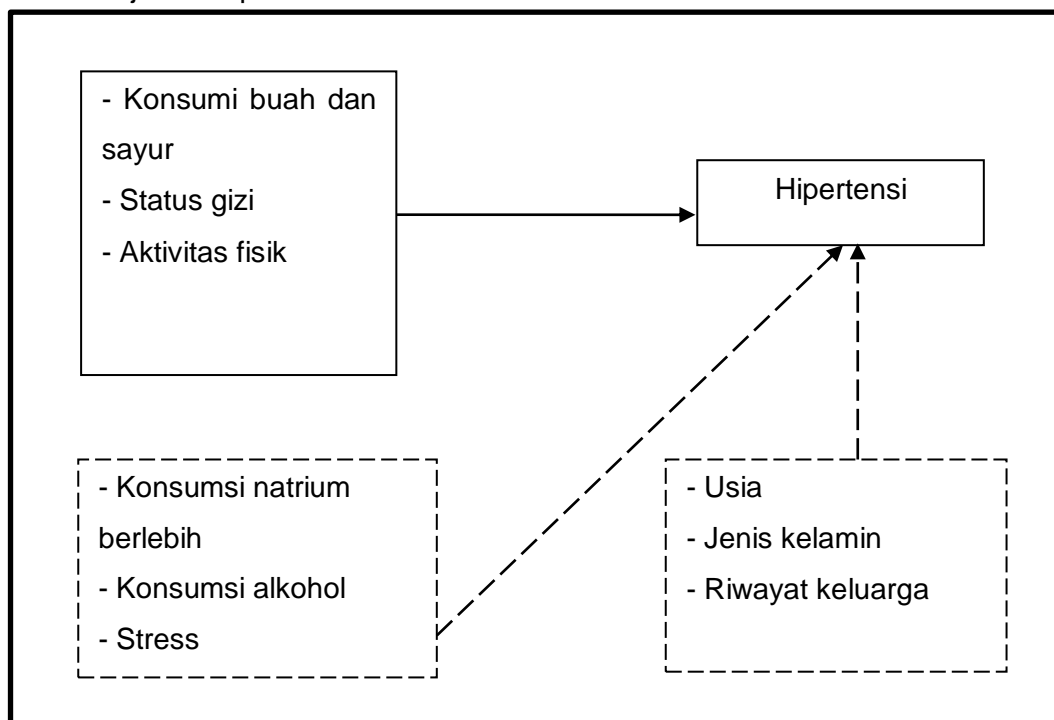 - Konsumi buah dan
sayur
- Status gizi
- Aktivitas fisik
Hipertensi
- Konsumsi natrium
berlebih
- Konsumsi alkohol
- Stress
- Usia
- Jenis kelamin
- Riwayat keluarga